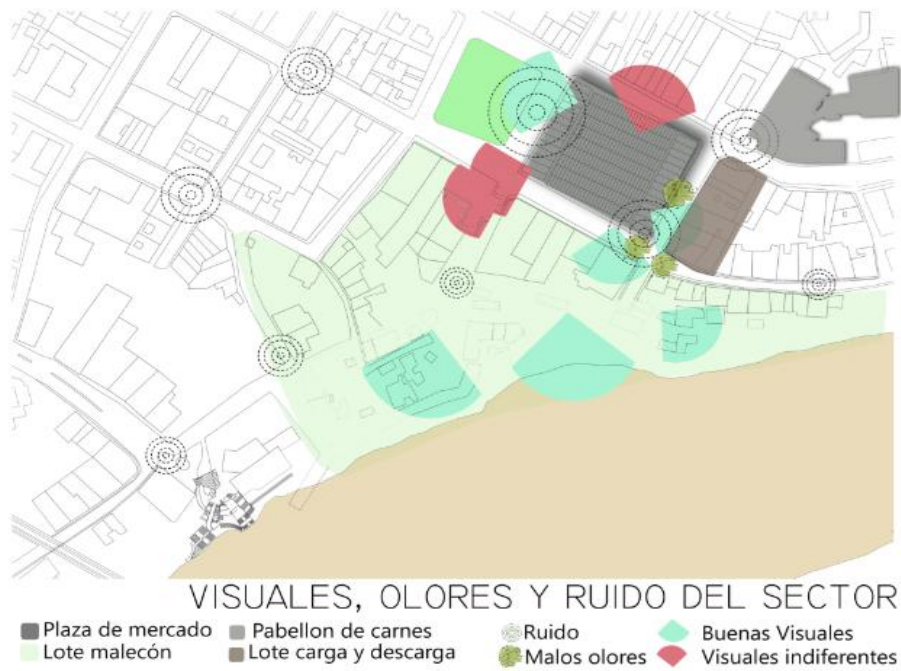 VISUALES, OLORES Y RUIDO DEL SECTOR
Plaza de mercado
Pabellon de carnes
Ruido
Buenas Visuales
Lote malecón
Lote carga y descarga
Malos olores
Visuales indiferentes